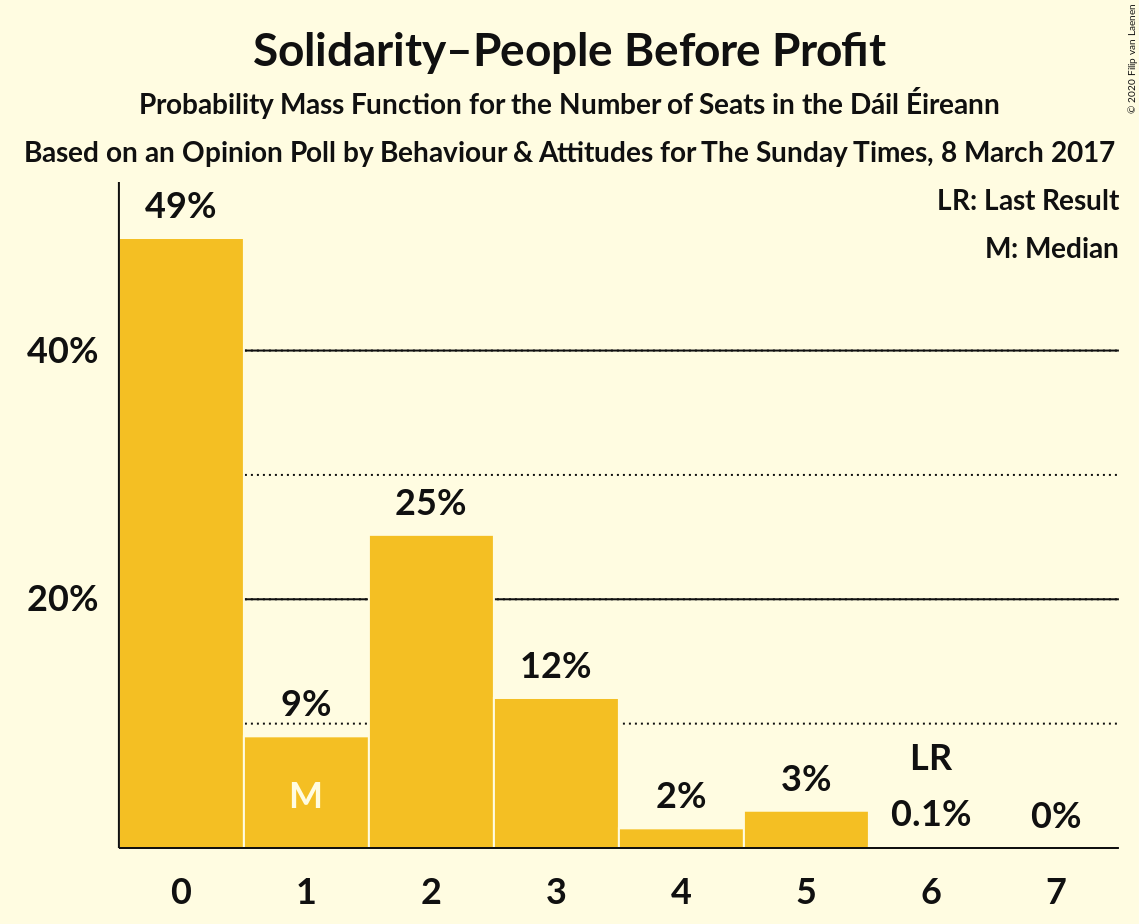 Solidarity–People Before Profit
Probability Mass Function for the Number of Seats in the Dáil Éireann
Based on an Opinion Poll by Behaviour & Attitudes for The Sunday Times, 8 March 2017
© 2020 Filip van Laenen
LR: Last Result
M: Median
49%
40%
25%
20%
12%
9%
M
2%
3%
LR
0.1%
0%
0 1 2 3 4 5 6 7